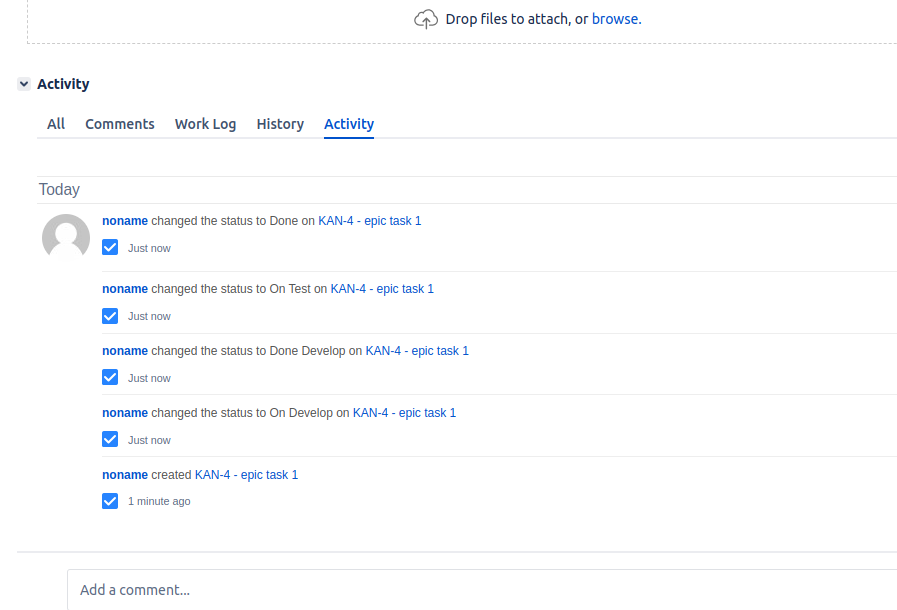 Drop files to attach, or browse.
Activity
All Comments Work Log History Activity
Today
noname changed the status to Done on KAN-4 - epic task 1
Just now
noname changed the status to On Test on KAN-4 - epic task 1
Just now
noname changed the status to Done Develop on KAN-4 - epic task 1
Just now
noname changed the status to On Develop on KAN-4 - epic task 1
Just now
noname created KAN-4 - epic task 1
1 minute ago
Add a comment...